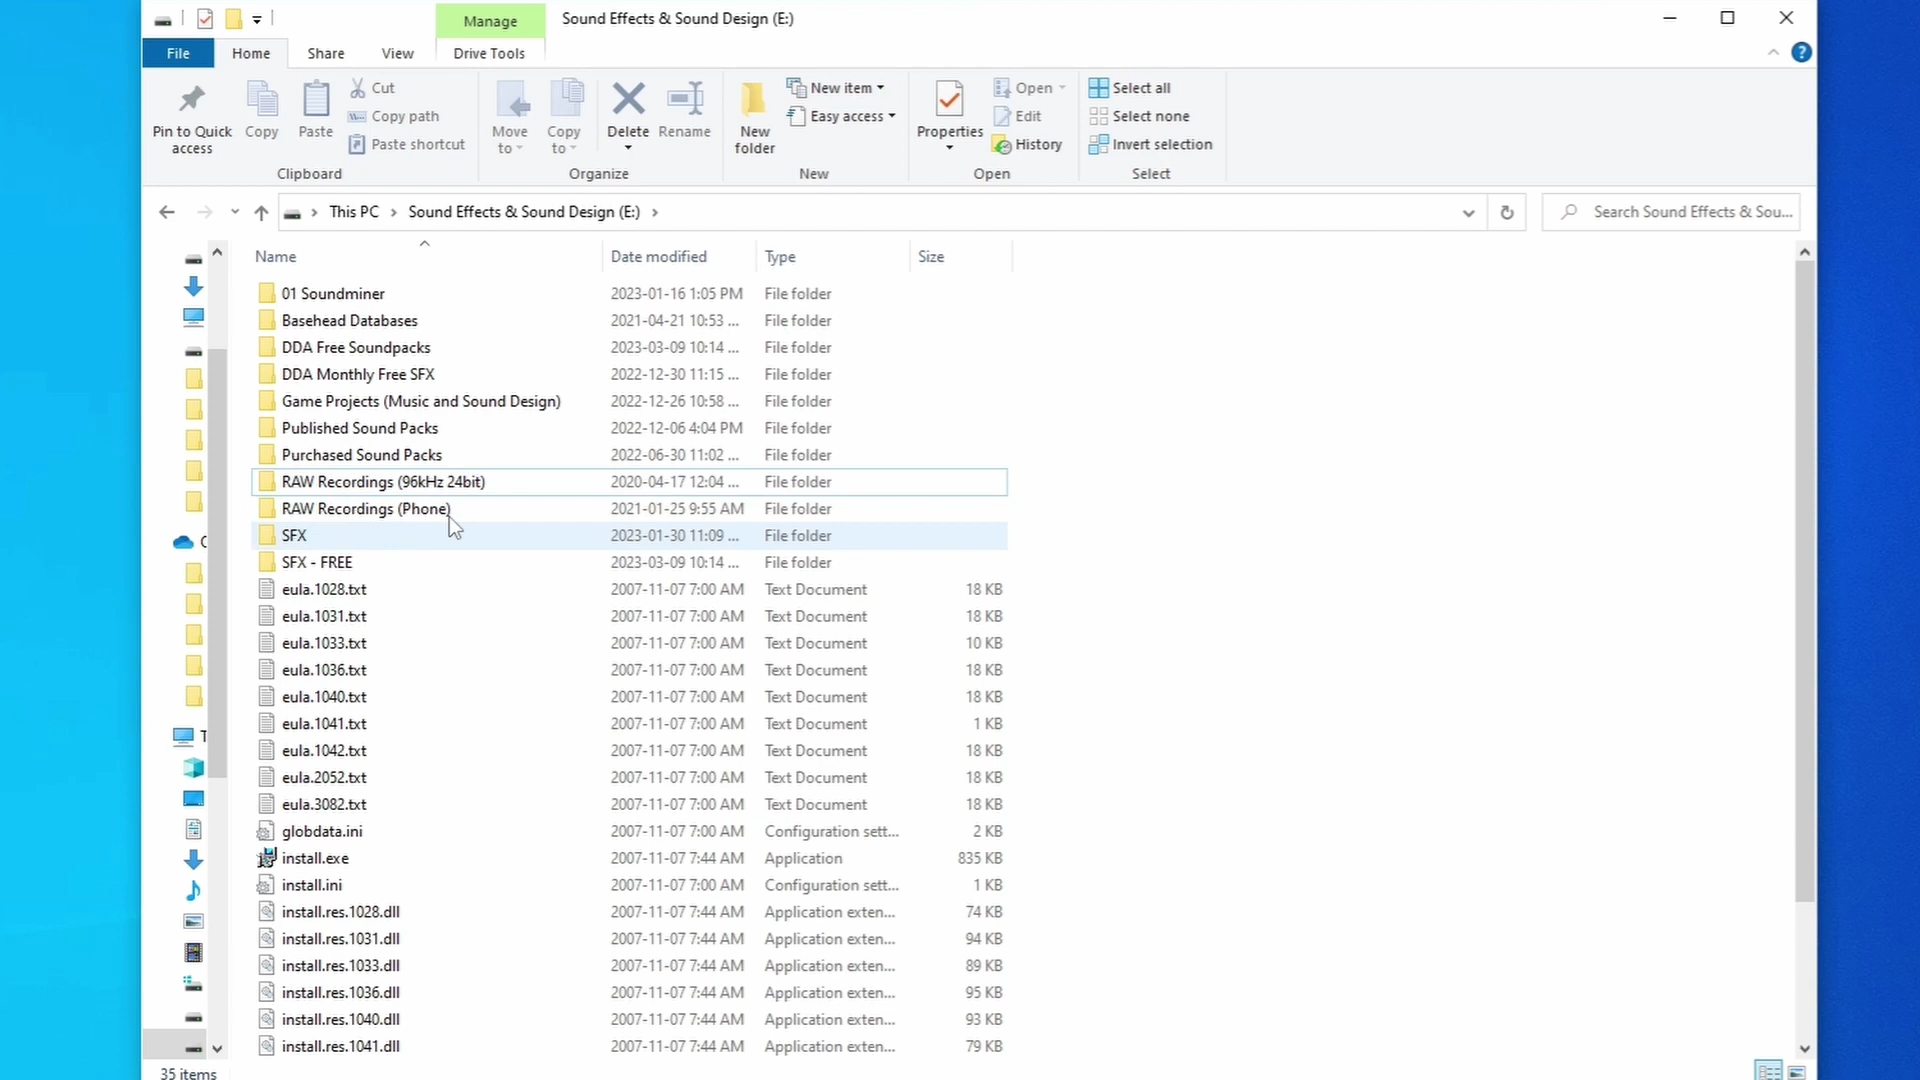 Manage
Sound Effects & Sound Design (E:)
File
Home
Share
View
Drive Tools
Pin to Quick
access
Copy
Paste
Cut
Copy path
Paste shortcut
Clipboard
Move
to
Copy
to
Delete
Rename
Organize
New
folder
New item
Easy access
New
Properties
Open
Edit
History
Open
Select all
Select none
Invert selection
Select
This PC
Sound Effects & Sound Design (E:)
Search Sound Effects & Sou...
Name
Date modified
Type
Size
01 Soundminer 2023-01-16 1:05 PM File folder
Basehead Databases 2021-04-21 10:53 ... File folder
DDA Free Soundpacks 2023-03-09 10:14 ... File folder
DDA Monthly Free SFX 2022-12-30 11:15 ... File folder
Game Projects (Music and Sound Design) 2022-12-26 10:58 ... File folder
Published Sound Packs 2022-12-06 4:04 PM File folder
Purchased Sound Packs 2022-06-30 11:02 ... File folder
RAW Recordings (96kHz 24bit) 2020-04-17 12:04 ... File folder
RAW Recordings (Phone) 2021-01-25 9:55 AM File folder
SFX 2023-01-30 11:09 ... File folder
SFX - FREE 2023-03-09 10:14 ... File folder
eula.1028.txt 2007-11-07 7:00 AM Text Document 18 KB
eula.1031.txt 2007-11-07 7:00 AM Text Document 18 KB
eula.1033.txt 2007-11-07 7:00 AM Text Document 10 KB
eula.1036.txt 2007-11-07 7:00 AM Text Document 18 KB
eula.1040.txt 2007-11-07 7:00 AM Text Document 18 KB
eula.1041.txt 2007-11-07 7:00 AM Text Document 1 KB
eula.1042.txt 2007-11-07 7:00 AM Text Document 18 KB
eula.2052.txt 2007-11-07 7:00 AM Text Document 18 KB
eula.3082.txt 2007-11-07 7:00 AM Text Document 18 KB
globdata.ini 2007-11-07 7:00 AM Configuration sett... 2 KB
install.exe 2007-11-07 7:44 AM Application 835 KB
install.ini 2007-11-07 7:00 AM Configuration sett... 1 KB
install.res.1028.dll 2007-11-07 7:44 AM Application exten... 74 KB
install.res.1031.dll 2007-11-07 7:44 AM Application exten... 94 KB
install.res.1033.dll 2007-11-07 7:44 AM Application exten... 89 KB
install.res.1036.dll 2007-11-07 7:44 AM Application exten... 95 KB
install.res.1040.dll 2007-11-07 7:44 AM Application exten... 93 KB
install.res.1041.dll 2007-11-07 7:44 AM Application exten... 79 KB
35 items